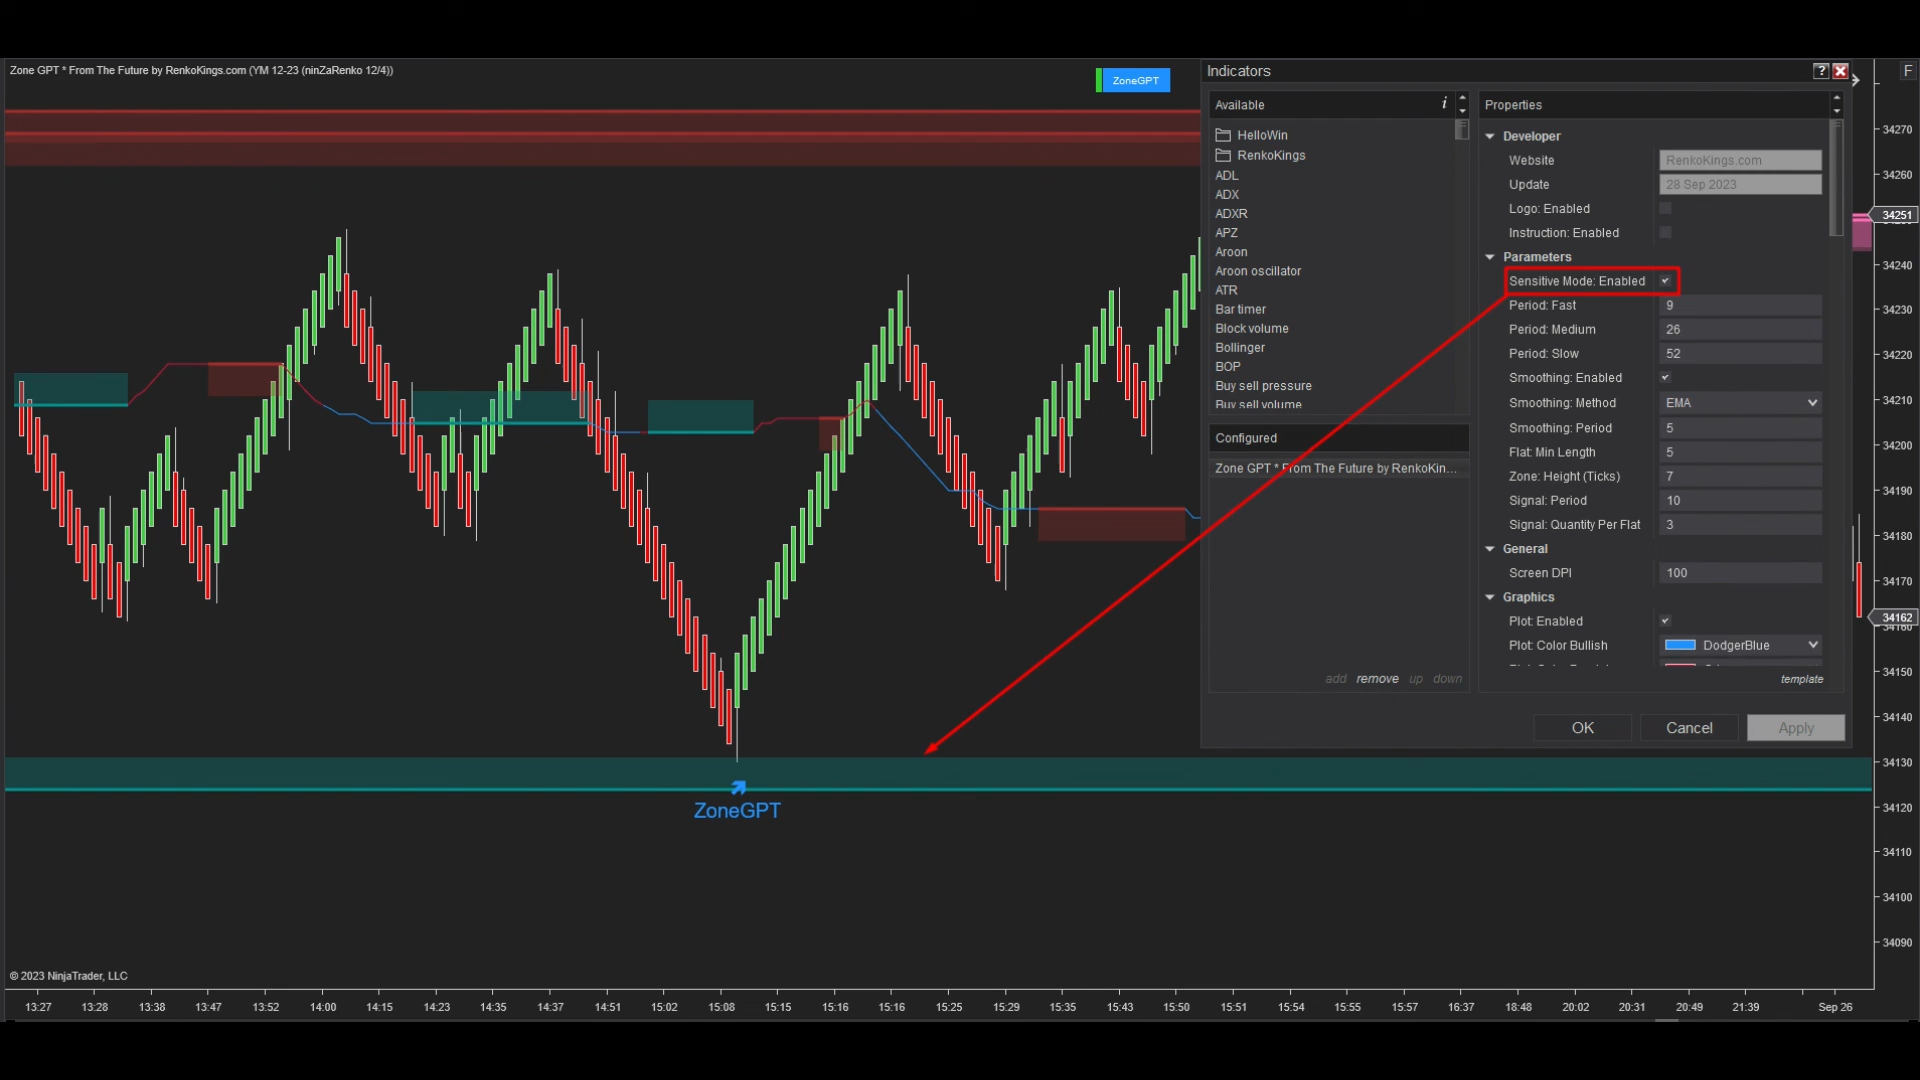 Zone GPT * From The Future by RenkoKings.com (YM 12-23 (ninZaRenko 12/4))
ZoneGPT
Indicators
?
F
Available
i
HelloWin
RenkoKings
ADL
ADX
ADXR
APZ
Aroon
Aroon oscillator
ATR
Bar timer
Block volume
Bollinger
BOP
Buy sell pressure
Buy sell volume
Configured
Zone GPT * From The Future by RenkoKin...
add remove up down
Properties
Developer
Website RenkoKings.com
Update 28 Sep 2023
Logo: Enabled
Instruction: Enabled
Parameters
Sensitive Mode: Enabled
Period: Fast 9
Period: Medium 26
Period: Slow 52
Smoothing: Enabled
Smoothing: Method EMA
Smoothing: Period 5
Flat: Min Length 5
Zone: Height (Ticks) 7
Signal: Period 10
Signal: Quantity Per Flat 3
General
Screen DPI 100
Graphics
Plot: Enabled
Plot: Color Bullish DodgerBlue
template
OK Cancel Apply
34270
34260
34251
34240
34230
34220
34210
34200
34190
34180
34170
34162
34160
34150
34140
34130
34120
34110
34100
34090
ZoneGPT
© 2023 NinjaTrader, LLC
13:27 13:28 13:38 13:47 13:52 14:00 14:15 14:23 14:35 14:37 14:51 15:02 15:08 15:15 15:16 15:16 15:25 15:29 15:35 15:43 15:50 15:51 15:54 15:55 15:57 16:37 18:48 20:02 20:31 20:49 21:39 Sep 26